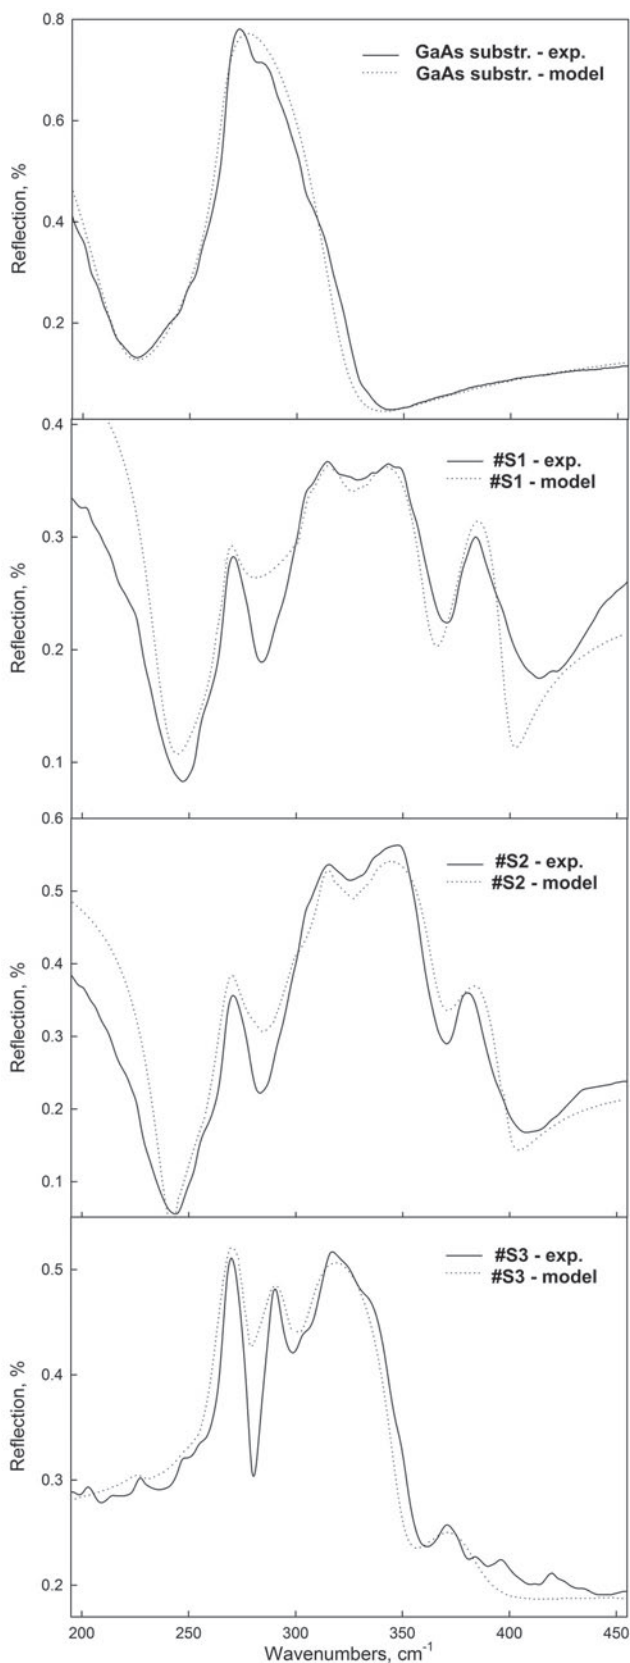 0.8
GaAs substr. - exp.
GaAs substr. - model
0.6
Reflection, %
0.4
0.2
0.4
#S1 - exp.
#S1 - model
0.3
Reflection, %
0.2
0.1
0.6
#S2 - exp.
#S2 - model
0.5
0.4
Reflection, %
0.3
0.2
0.1
#S3 - exp.
#S3 - model
0.5
0.4
Reflection, %
0.3
0.2
200 250 300 350 400 450
Wavenumbers, cm⁻¹